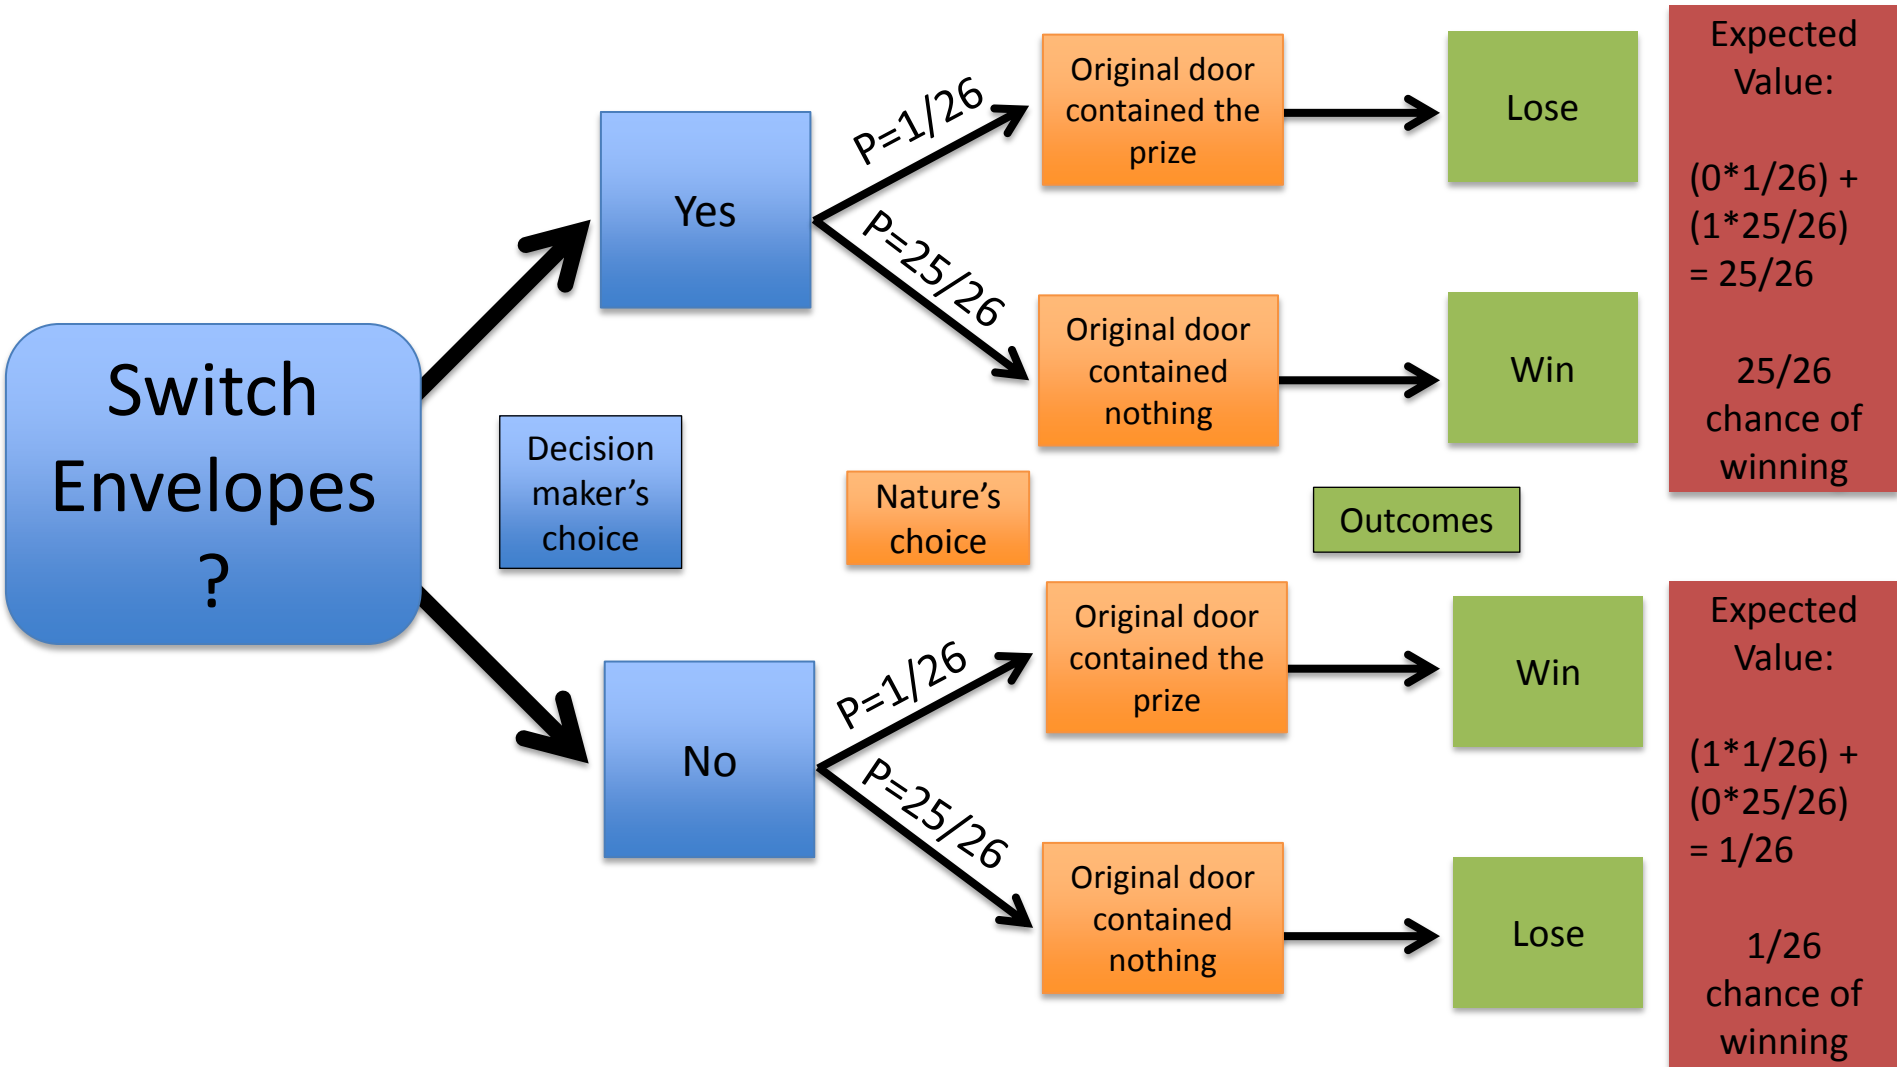 Switch
Envelopes
?
Yes
P=1/26
Original door
contained the
prize
Lose
P=25/26
Original door
contained
nothing
Win
Expected
Value:
(0*1/26) +
(1*25/26)
= 25/26
25/26
chance of
winning
Decision
maker’s
choice
Nature’s
choice
Outcomes
No
P=1/26
Original door
contained the
prize
Win
P=25/26
Original door
contained
nothing
Lose
Expected
Value:
(1*1/26) +
(0*25/26)
= 1/26
1/26
chance of
winning